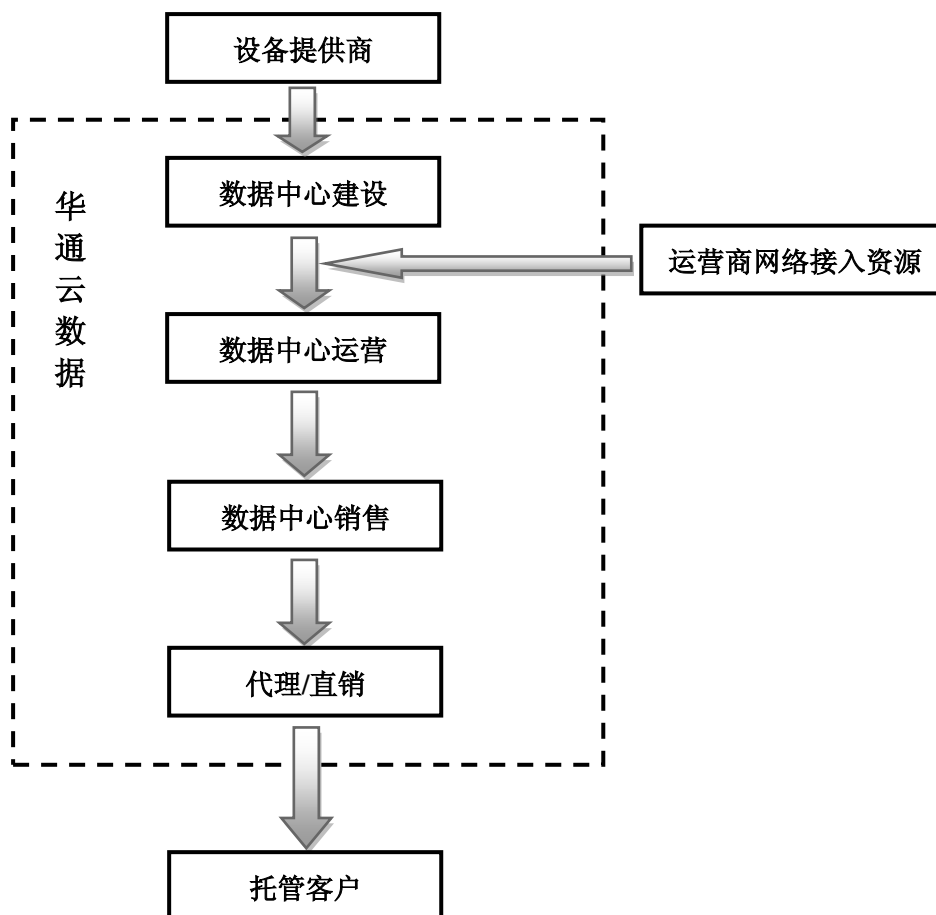 设备提供商
华通云数据
数据中心建设
运营商网络接入资源
数据中心运营
数据中心销售
代理/直销
托管客户